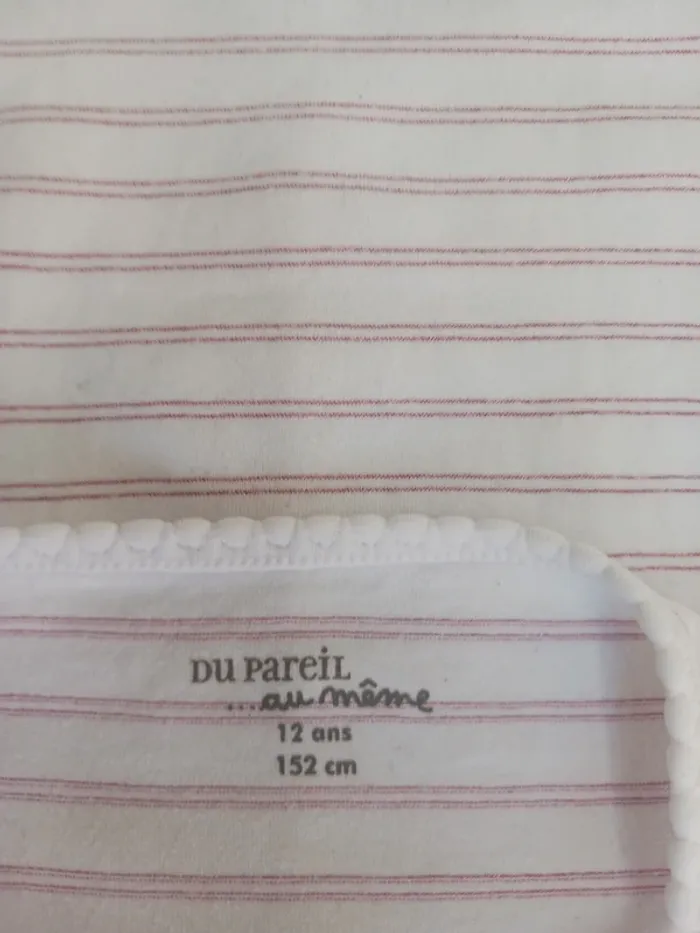 DU PAREIL
...au même
12 ans
152 cm